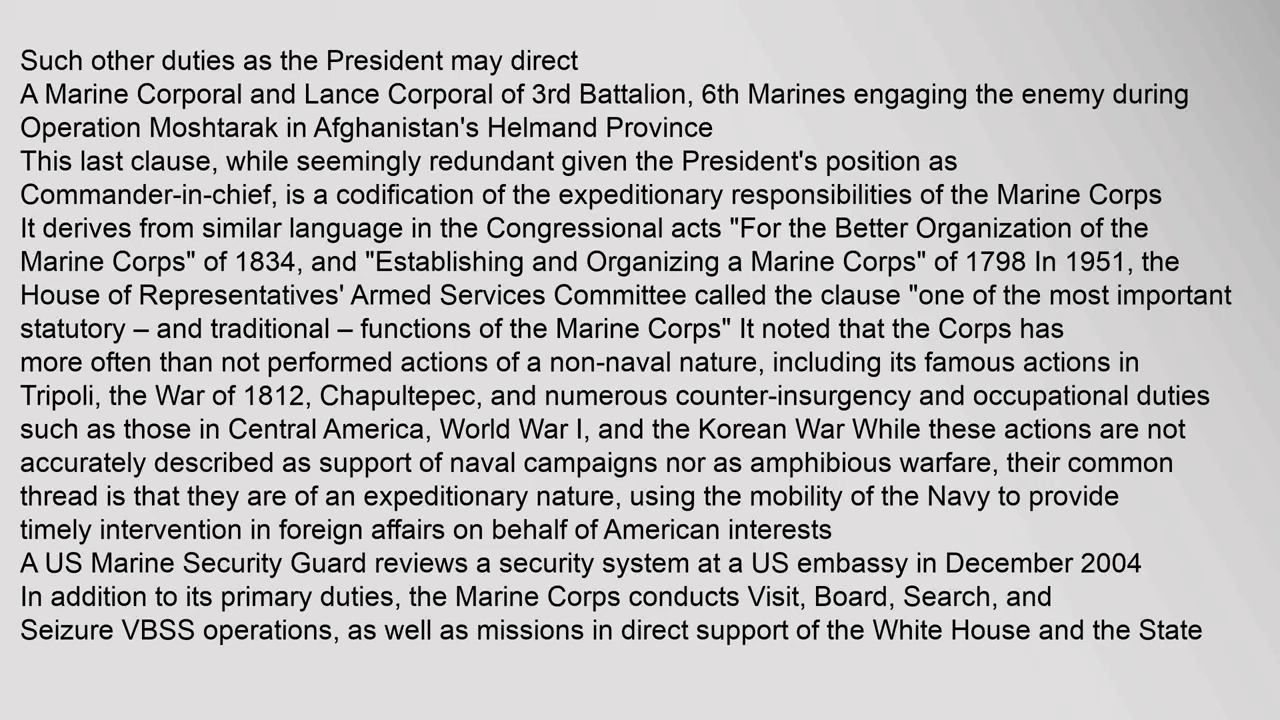 Such other duties as the President may direct
A Marine Corporal and Lance Corporal of 3rd Battalion, 6th Marines engaging the enemy during
Operation Moshtarak in Afghanistan's Helmand Province
This last clause, while seemingly redundant given the President's position as
Commander-in-chief, is a codification of the expeditionary responsibilities of the Marine Corps
It derives from similar language in the Congressional acts "For the Better Organization of the
Marine Corps" of 1834, and "Establishing and Organizing a Marine Corps" of 1798 In 1951, the
House of Representatives' Armed Services Committee called the clause "one of the most important
statutory – and traditional – functions of the Marine Corps" It noted that the Corps has
more often than not performed actions of a non-naval nature, including its famous actions in
Tripoli, the War of 1812, Chapultepec, and numerous counter-insurgency and occupational duties
such as those in Central America, World War I, and the Korean War While these actions are not
accurately described as support of naval campaigns nor as amphibious warfare, their common
thread is that they are of an expeditionary nature, using the mobility of the Navy to provide
timely intervention in foreign affairs on behalf of American interests
A US Marine Security Guard reviews a security system at a US embassy in December 2004
In addition to its primary duties, the Marine Corps conducts Visit, Board, Search, and
Seizure VBSS operations, as well as missions in direct support of the White House and the State